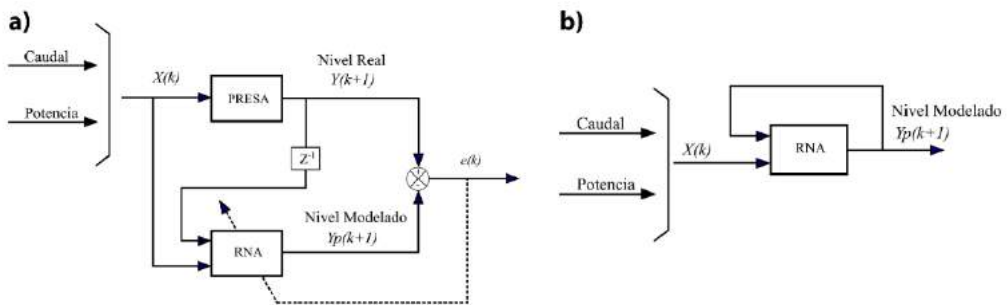 a)
Caudal
Potencia
X(k)
PRESA
Nivel Real
Y(k+1)
Z-1
e(k)
RNA
Nivel Modelado
Yp(k+1)
b)
Caudal
Potencia
X(k)
RNA
Nivel Modelado
Yp(k+1)